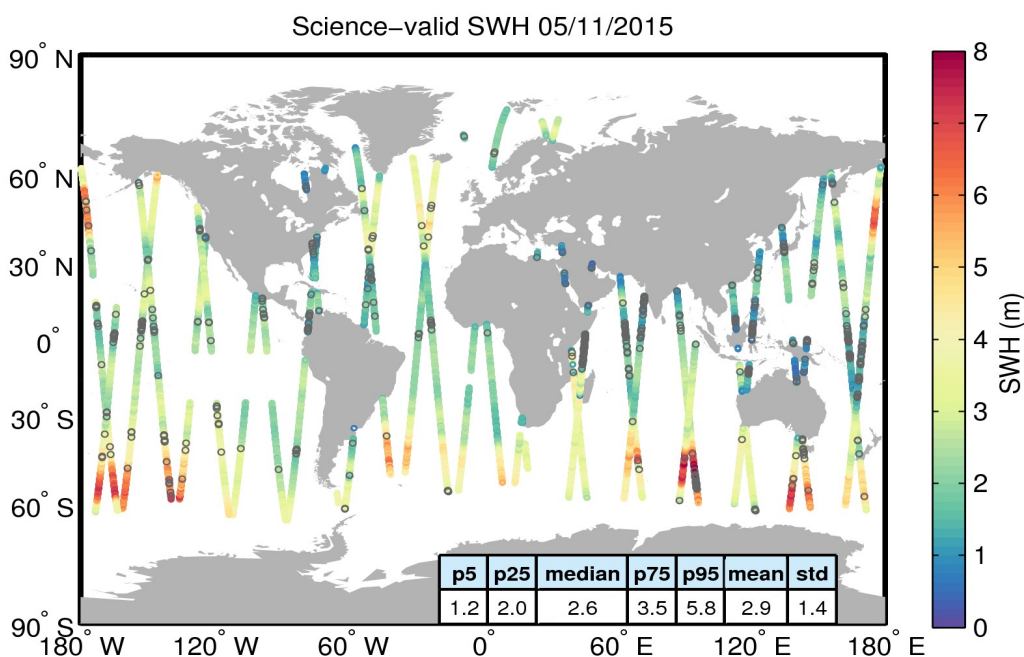 Science−valid SWH 05/11/2015
90° N
60° N
30° N
0°
30° S
60° S
90° S
180° W
120° W
60° W
0°
60° E
120° E
180° E
p5 p25 median p75 p95 mean std
1.2 2.0 2.6 3.5 5.8 2.9 1.4
8
7
6
5
4
3
2
1
0
SWH (m)